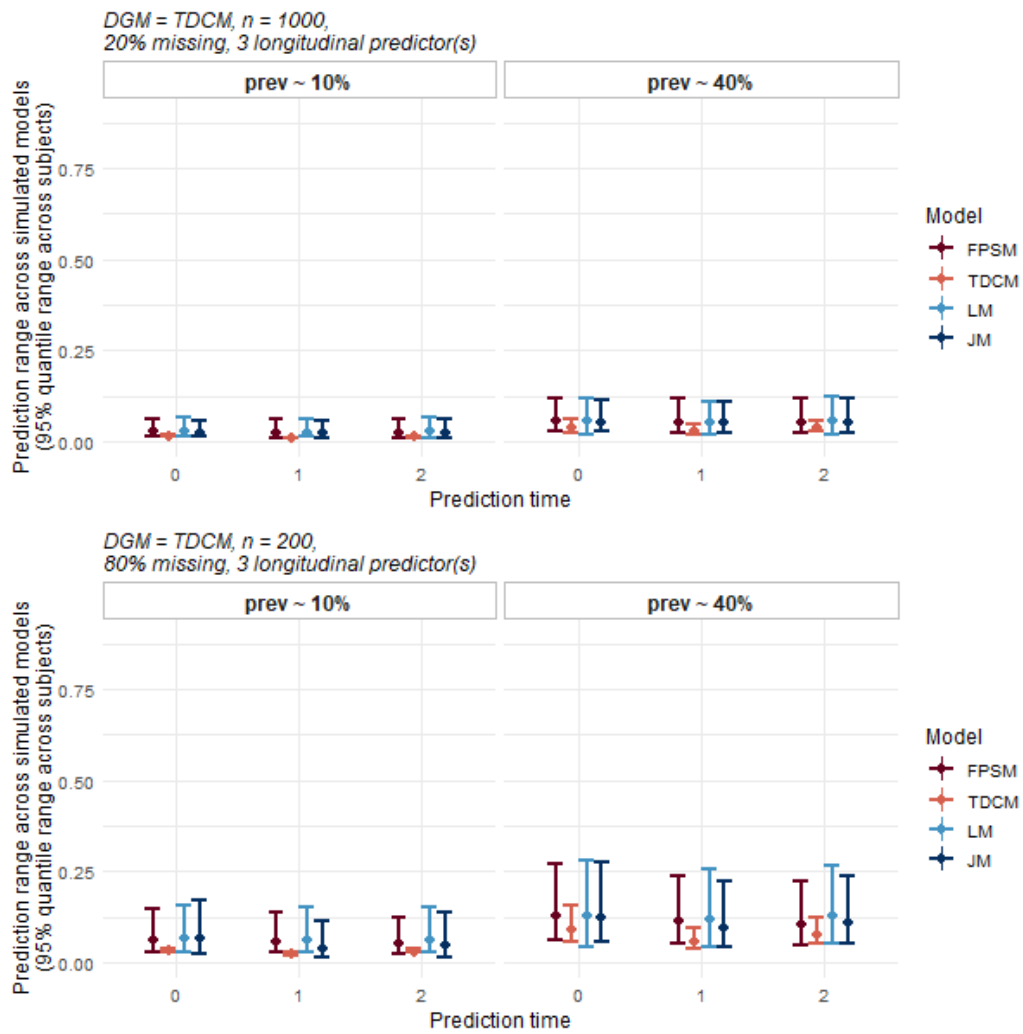 DGM = TDCM, n = 1000,
20% missing, 3 longitudinal predictor(s)
prev ~ 10%
prev ~ 40%
Prediction range across simulated models
(95% quantile range across subjects)
0.75
0.50
0.25
0.00
0 1 2
0 1 2
Prediction time
Model
FPSM
TDCM
LM
JM
DGM = TDCM, n = 200,
80% missing, 3 longitudinal predictor(s)
prev ~ 10%
prev ~ 40%
Prediction range across simulated models
(95% quantile range across subjects)
0.75
0.50
0.25
0.00
0 1 2
0 1 2
Prediction time
Model
FPSM
TDCM
LM
JM